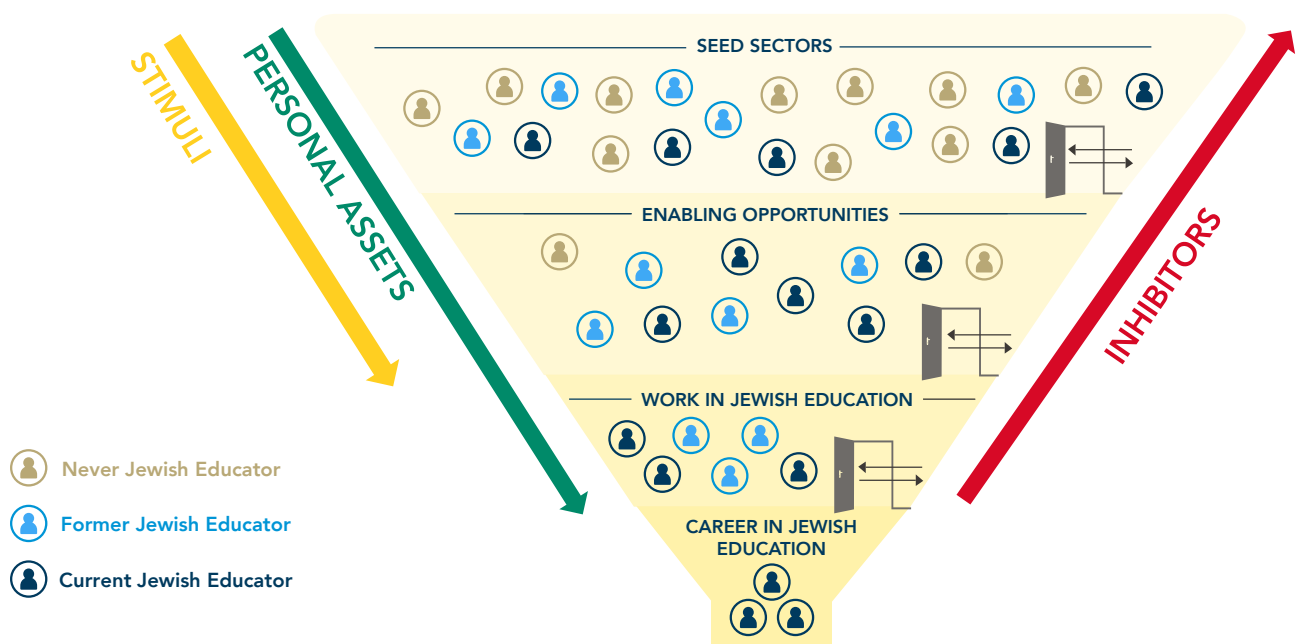 SEED SECTORS
STIMULI
PERSONAL ASSETS
INHIBITORS
ENABLING OPPORTUNITIES
WORK IN JEWISH EDUCATION
CAREER IN JEWISH
EDUCATION
Never Jewish Educator
Former Jewish Educator
Current Jewish Educator